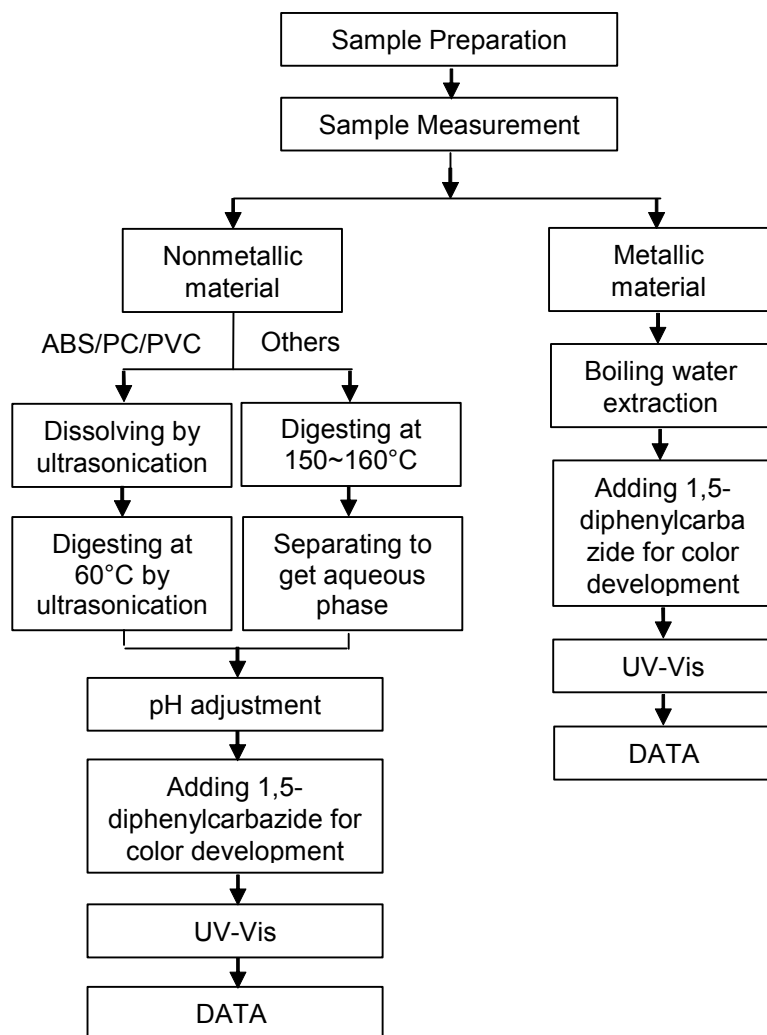 Sample Preparation
Sample Measurement
Nonmetallic
material
ABS/PC/PVC
Others
Dissolving by
ultrasonication
Digesting at
150~160°C
Digesting at
60°C by
ultrasonication
Separating to
get aqueous
phase
pH adjustment
Adding 1,5-
diphenylcarbazide for
color development
UV-Vis
DATA
Metallic
material
Boiling water
extraction
Adding 1,5-
diphenylcarba
zide for color
development
UV-Vis
DATA